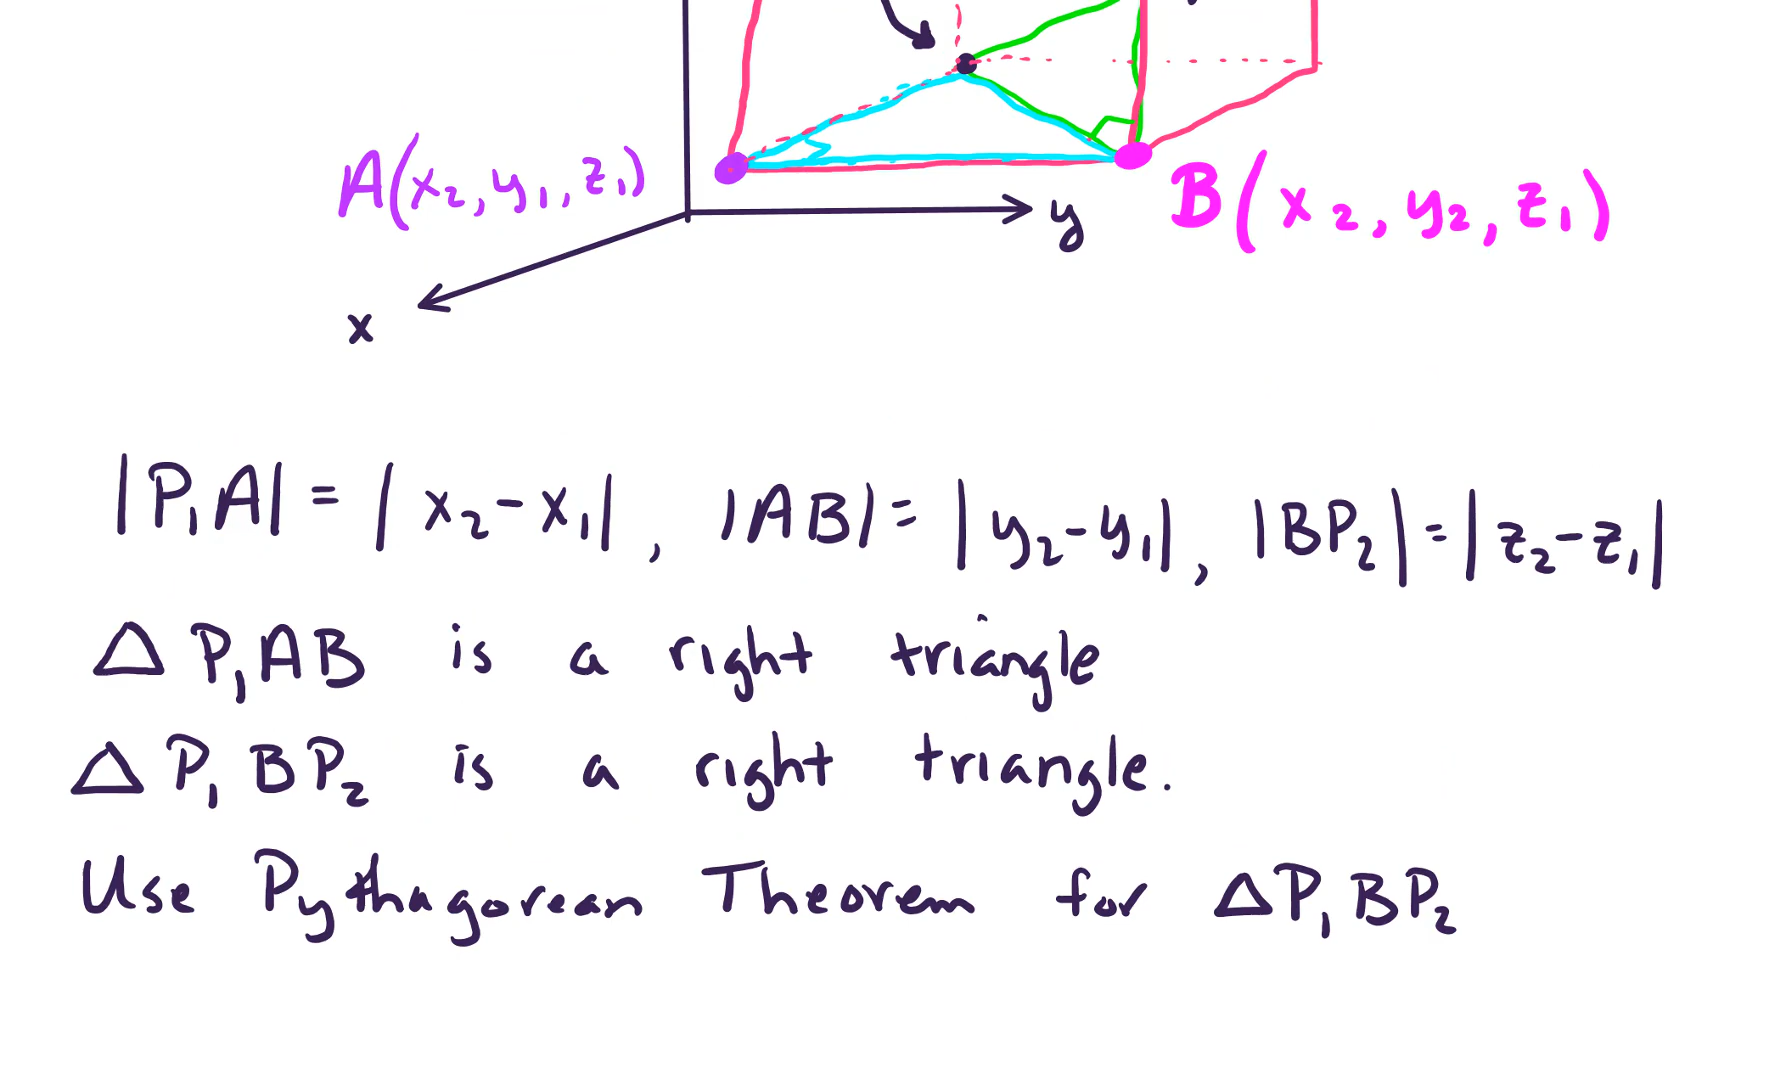 A(x₂, y₁, z₁)
B(x₂, y₂, z₁)
y
x
|P₁A| = |x₂-x₁|, |AB| = |y₂-y₁|, |BP₂| = |z₂-z₁|
△P₁AB is a right triangle
△P₁BP₂ is a right triangle.
Use Pythagorean Theorem for △P₁BP₂